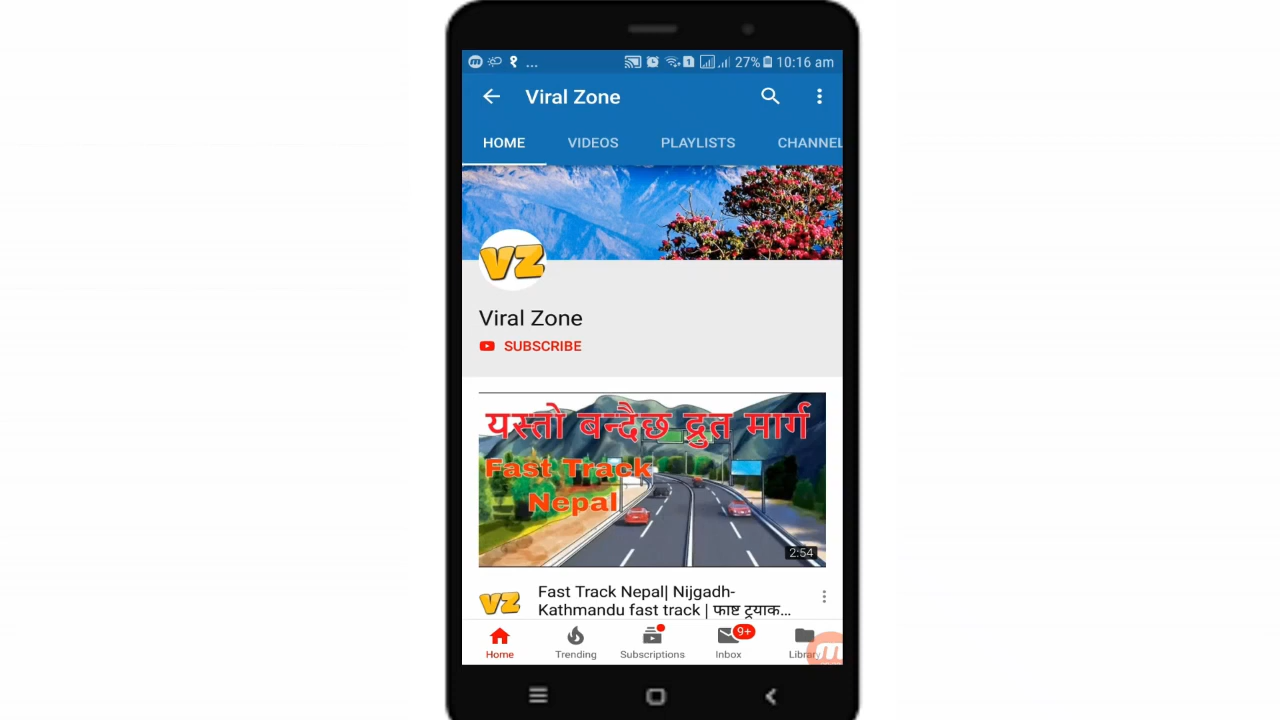 ... 27% 10:16 am
Viral Zone
HOME VIDEOS PLAYLISTS CHANNEL
VZ
Viral Zone
SUBSCRIBE
यस्तो बन्दैछ द्रुत मार्ग
Fast Track
Nepal
2:54
VZ
Fast Track Nepal| Nijgadh-
Kathmandu fast track | फाष्ट ट्र्याक...
9+
Home Trending Subscriptions Inbox Library